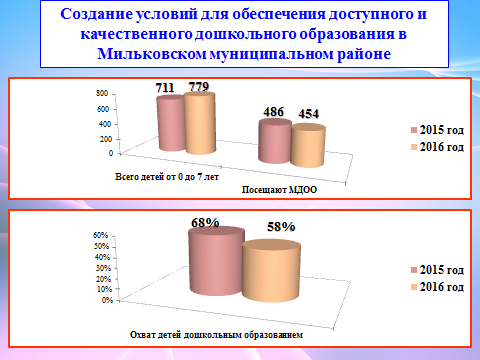 Создание условий для обеспечения доступного и
качественного дошкольного образования в
Мильковском муниципальном районе
711 779
486 454
800
600
400
200
0
Всего детей от 0 до 7 лет
Посещают МДОО
2015 год
2016 год
68% 58%
60%
50%
40%
30%
20%
10%
0%
Охват детей дошкольным образованием
2015 год
2016 год